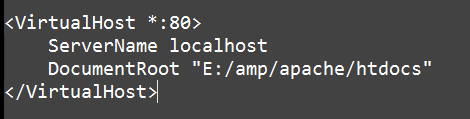 <VirtualHost *:80>
    ServerName localhost
    DocumentRoot "E:/amp/apache/htdocs"
</VirtualHost>